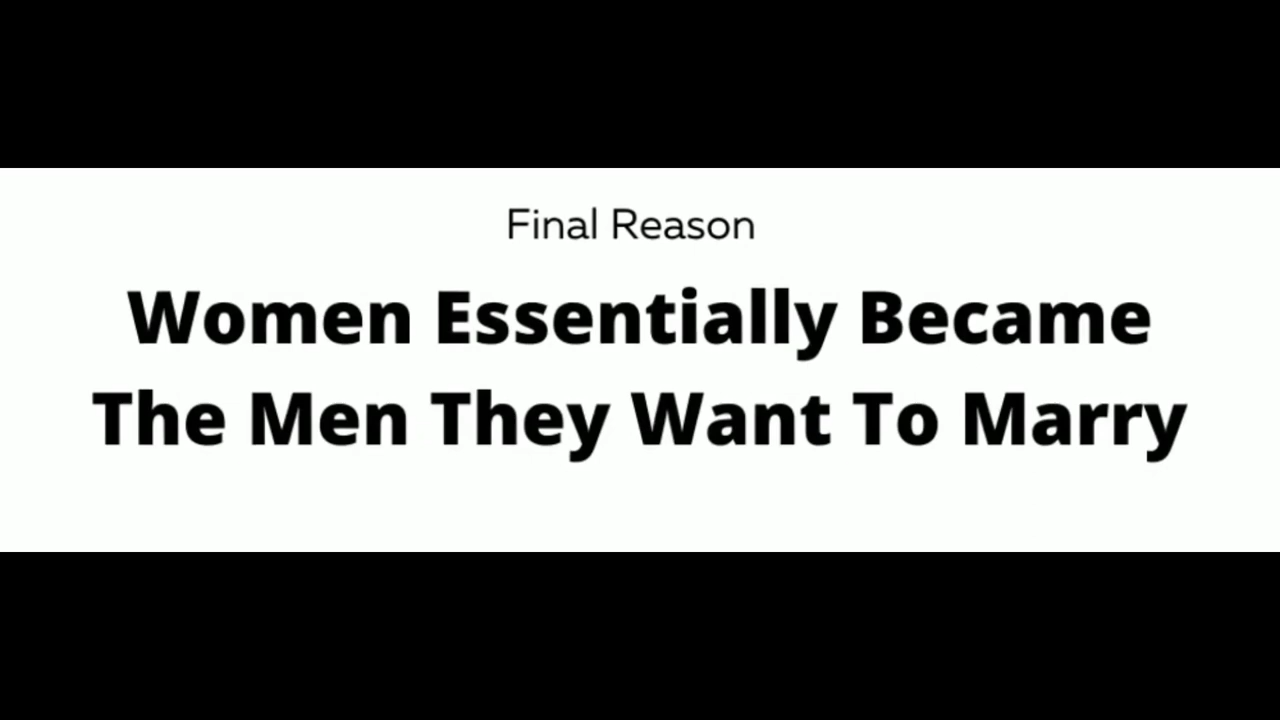 Final Reason
Women Essentially Became
The Men They Want To Marry